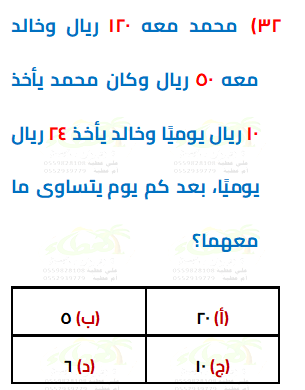 ٣٢) محمد معه ١٢٠ ريال وخالد
معه ٥٠ ريال وكان محمد يأخذ
١٠ ريال يوميًا وخالد يأخذ ٢٤ ريال
يوميًا، بعد كم يوم يتساوى ما
معهما؟
(أ) ٢٠ (ب) ٥
(ج) ١٠ (د) ٦